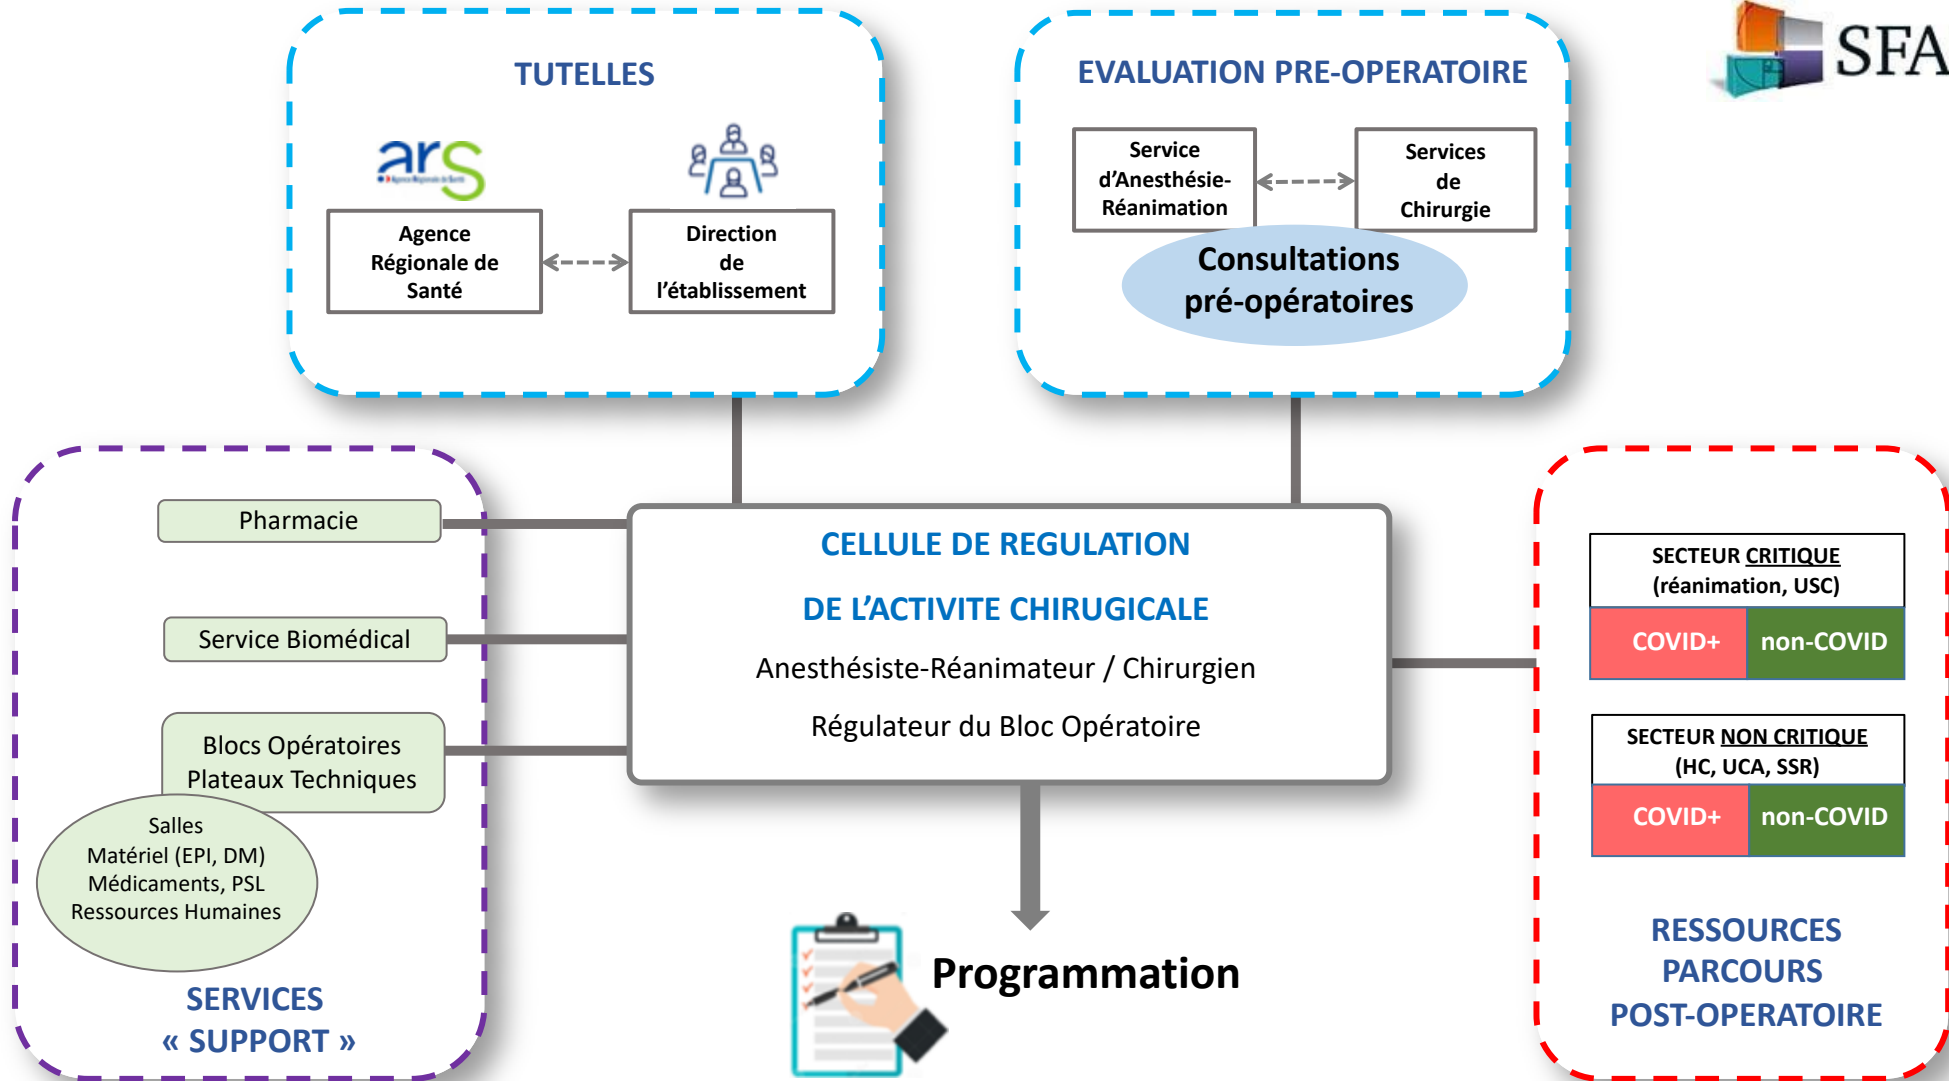 SFA
TUTELLES
ars
Agence
Régionale de
Santé
Direction
de
l’établissement
EVALUATION PRE-OPERATOIRE
Service
d’Anesthésie-
Réanimation
Services
de
Chirurgie
Consultations
pré-opératoires
Pharmacie
Service Biomédical
Blocs Opératoires
Plateaux Techniques
Salles
Matériel (EPI, DM)
Médicaments, PSL
Ressources Humaines
SERVICES
« SUPPORT »
CELLULE DE REGULATION
DE L’ACTIVITE CHIRUGICALE
Anesthésiste-Réanimateur / Chirurgien
Régulateur du Bloc Opératoire
Programmation
SECTEUR CRITIQUE
(réanimation, USC)
COVID+ non-COVID
SECTEUR NON CRITIQUE
(HC, UCA, SSR)
COVID+ non-COVID
RESSOURCES
PARCOURS
POST-OPERATOIRE